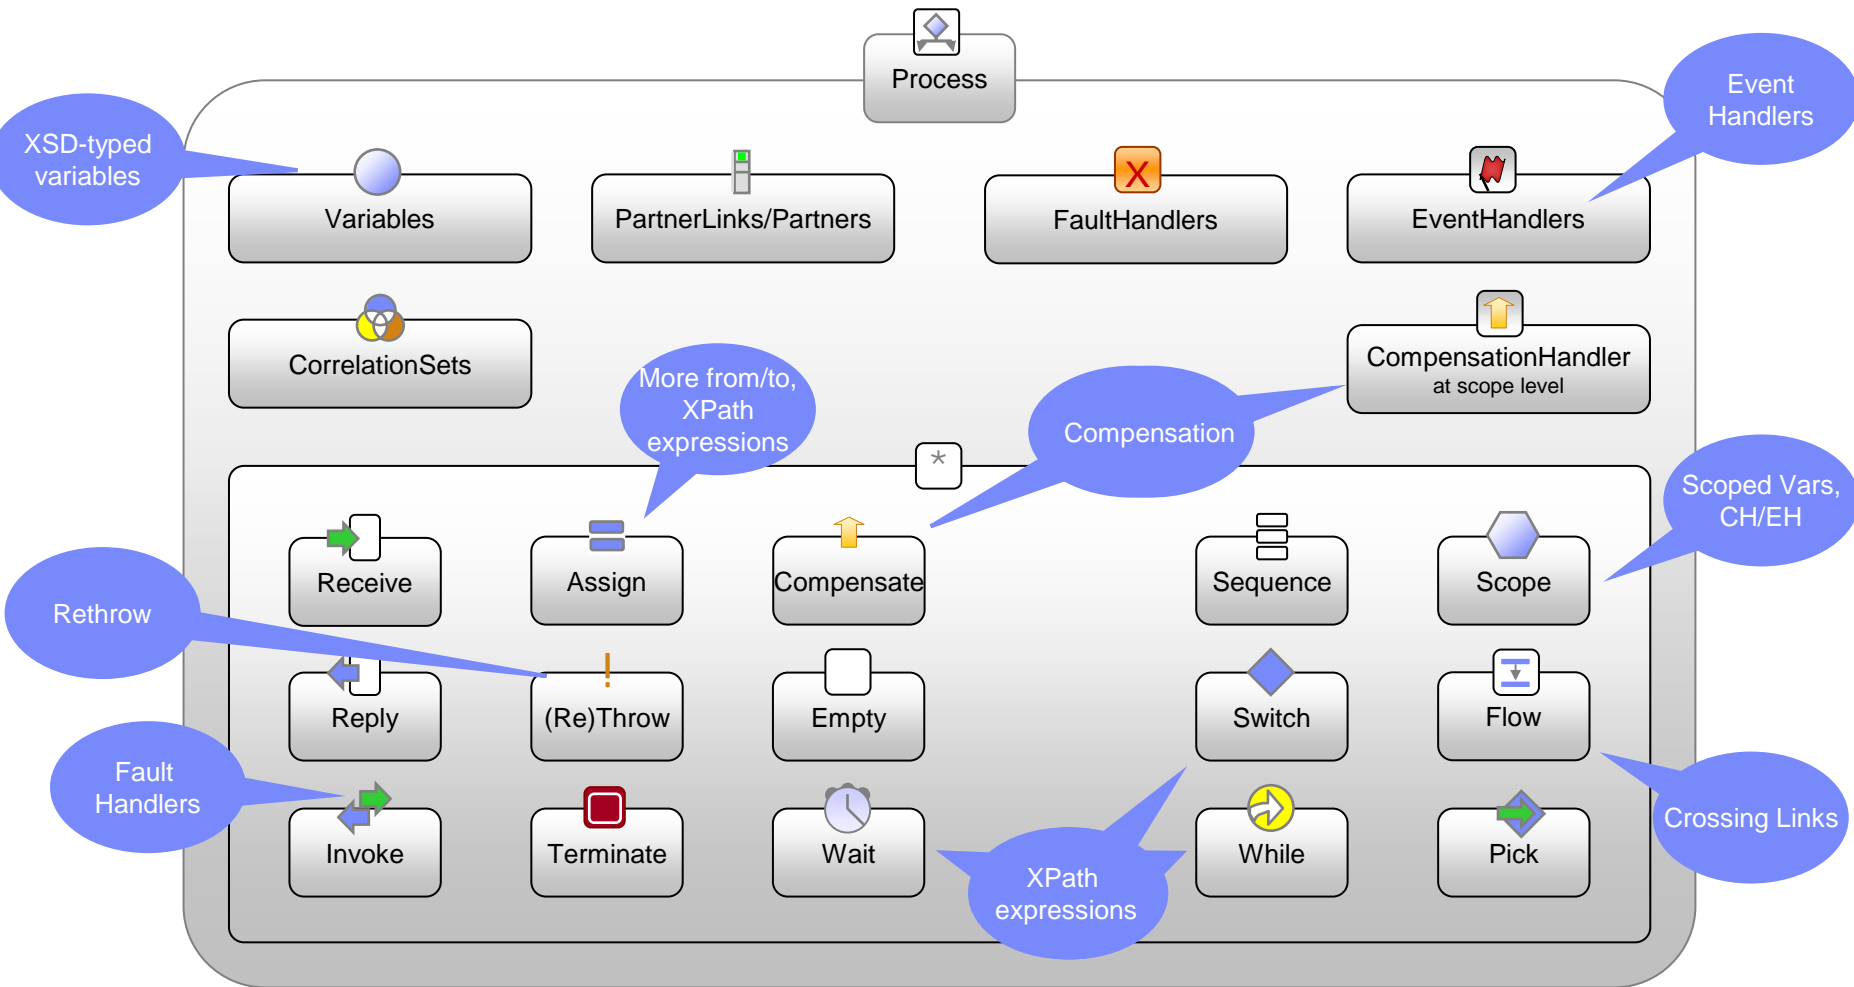 Process
Event
Handlers
XSD-typed
variables
Variables
PartnerLinks/Partners
X
FaultHandlers
EventHandlers
CorrelationSets
More from/to,
XPath
expressions
Compensation
CompensationHandler
at scope level
*
Scoped Vars,
CH/EH
Receive
Assign
Compensate
Sequence
Scope
Rethrow
!
Reply
(Re)Throw
Empty
Switch
Flow
Fault
Handlers
Crossing Links
Invoke
Terminate
Wait
While
Pick
XPath
expressions